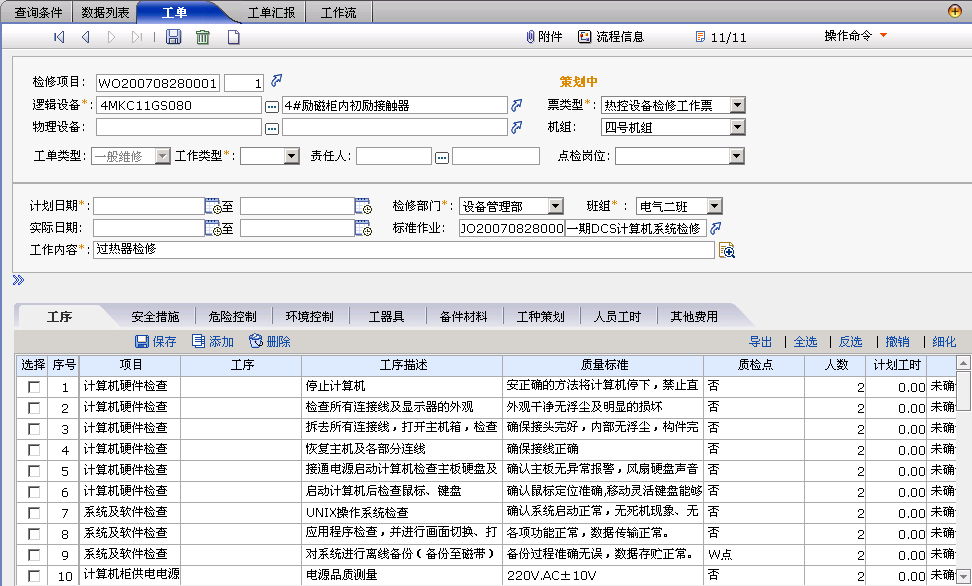 查询条件 数据列表 工单 工单汇报 工作流
附件 流程信息 11/11 操作命令
检修项目: WO200708280001 1 策划中
逻辑设备*: 4MKC11GS080 4#励磁柜内初励接触器 票类型*: 热控设备检修工作票
物理设备: 机组: 四号机组
工单类型: 一般维修 工作类型*: 责任人: 点检岗位:
计划日期*: 至 检修部门*: 设备管理部 班组*: 电气二班
实际日期: 至 标准作业: JO20070828000 一期DCS计算机系统检修
工作内容*: 过热器检修
工序 安全措施 危险控制 环境控制 工器具 备件材料 工种策划 人员工时 其他费用
保存 添加 删除 导出 | 全选 | 反选 | 撤销 | 细化
选择 序号 项目 工序 工序描述 质量标准 质检点 人数 计划工时
1 计算机硬件检查 停止计算机 安正确的方法将计算机停下，禁止直 否 2 0.00 未确
2 计算机硬件检查 检查所有连接线及显示器的外观 外观干净无浮尘及明显的损坏 否 2 0.00 未确
3 计算机硬件检查 拆去所有连接线，打开主机箱，检查 确保接头完好，内部无浮尘，构件完 否 2 0.00 未确
4 计算机硬件检查 恢复主机及各部分连线 确保接线正确 否 2 0.00 未确
5 计算机硬件检查 接通电源启动计算机检查主板硬盘及 确认主板无异常报警，风扇硬盘声音 否 2 0.00 未确
6 计算机硬件检查 启动计算机后检查鼠标、键盘 确认鼠标定位准确,移动灵活键盘能够 否 2 0.00 未确
7 系统及软件检查 UNIX操作系统检查 确认系统启动正常，无死机现象、无 否 2 0.00 未确
8 系统及软件检查 应用程序检查，并进行画面切换、打 各项功能正常，数据传输正常。 否 2 0.00 未确
9 系统及软件检查 对系统进行离线备份（备份至磁带） 备份过程准确无误，数据存贮正常。 W点 2 0.00 未确
10 计算机柜供电电源 电源品质测量 220V.AC±10V 否 2 0.00 未确